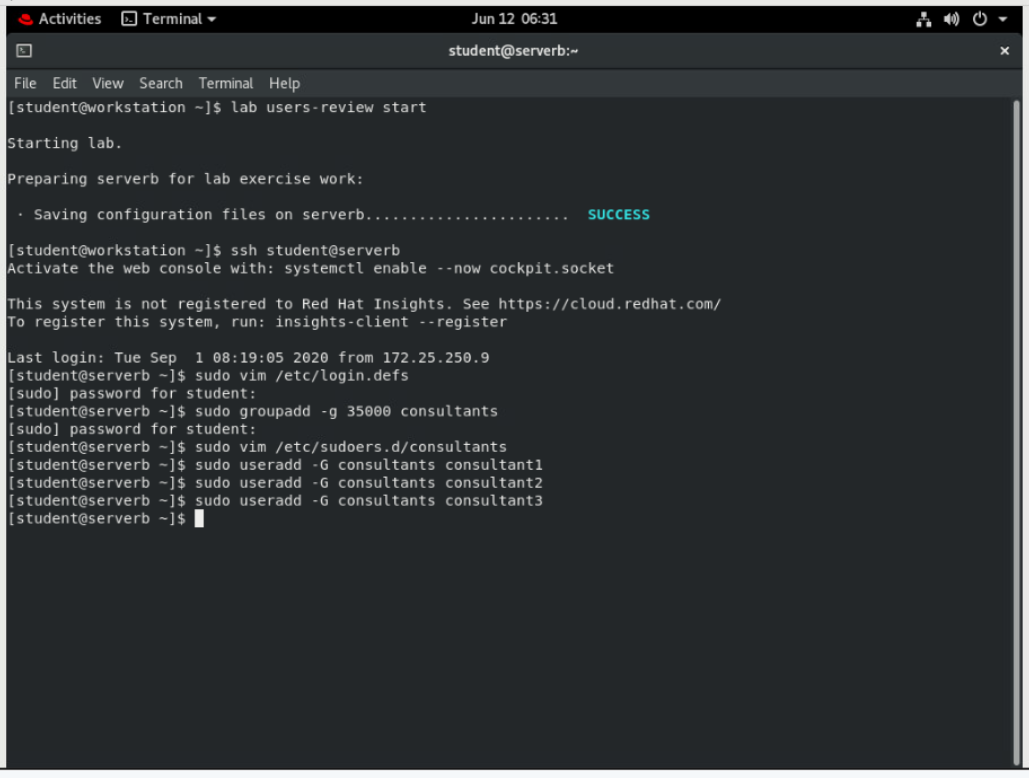 Activities Terminal Jun 12 06:31
student@serverb:~
File Edit View Search Terminal Help
[student@workstation ~]$ lab users-review start
Starting lab.
Preparing serverb for lab exercise work:
· Saving configuration files on serverb....................... SUCCESS
[student@workstation ~]$ ssh student@serverb
Activate the web console with: systemctl enable --now cockpit.socket
This system is not registered to Red Hat Insights. See https://cloud.redhat.com/
To register this system, run: insights-client --register
Last login: Tue Sep  1 08:19:05 2020 from 172.25.250.9
[student@serverb ~]$ sudo vim /etc/login.defs
[sudo] password for student:
[student@serverb ~]$ sudo groupadd -g 35000 consultants
[sudo] password for student:
[student@serverb ~]$ sudo vim /etc/sudoers.d/consultants
[student@serverb ~]$ sudo useradd -G consultants consultant1
[student@serverb ~]$ sudo useradd -G consultants consultant2
[student@serverb ~]$ sudo useradd -G consultants consultant3
[student@serverb ~]$